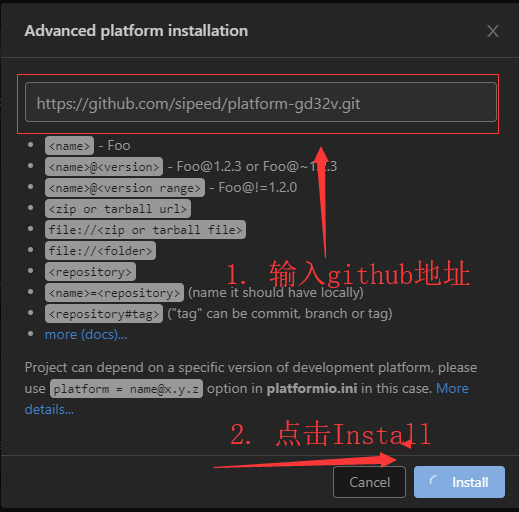 Advanced platform installation
https://github.com/sipeed/platform-gd32v.git
<name> - Foo
<name>@<version> - Foo@1.2.3 or Foo@~1.2.3
<name>@<version range> - Foo@!=1.2.0
<zip or tarball url>
file://<zip or tarball file>
file://<folder>
<repository>
1. 输入github地址
<name>=<repository> (name it should have locally)
<repository#tag> ("tag" can be commit, branch or tag)
more (docs)...
Project can depend on a specific version of development platform, please
use platform = name@x.y.z option in platformio.ini in this case. More
details...
2. 点击Install
Cancel
Install